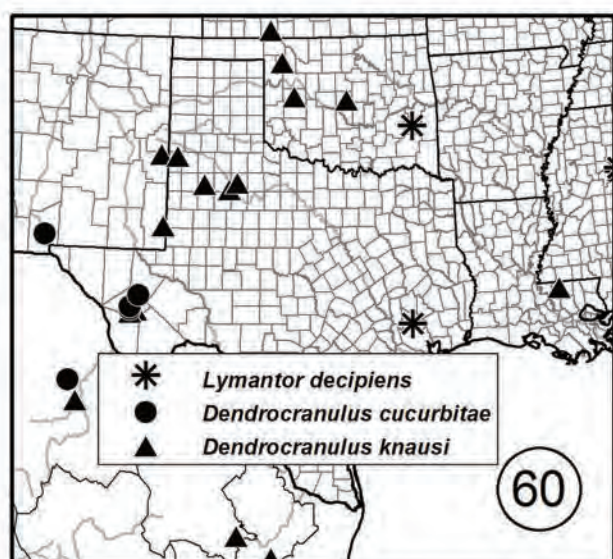 Lymantor decipiens
Dendrocranulus cucurbitae
Dendrocranulus knausi
60